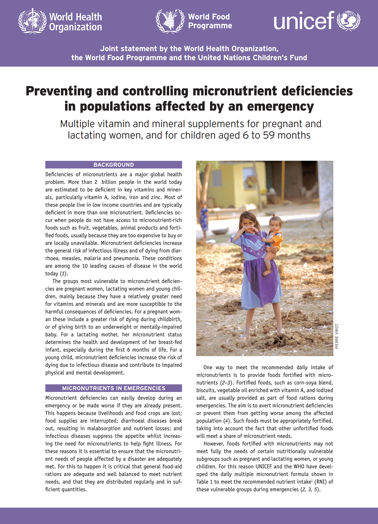 World Health
Organization
World Food
Programme
unicef
Joint statement by the World Health Organization,
the World Food Programme and the United Nations Children's Fund
Preventing and controlling micronutrient deficiencies
in populations affected by an emergency
Multiple vitamin and mineral supplements for pregnant and
lactating women, and for children aged 6 to 59 months
BACKGROUND
Deficiencies of micronutrients are a major global health
problem. More than 2 billion people in the world today
are estimated to be deficient in key vitamins and miner-
als, particularly vitamin A, iodine, iron and zinc. Most of
these people live in low income countries and are typically
deficient in more than one micronutrient. Deficiencies oc-
cur when people do not have access to micronutrient-rich
foods such as fruit, vegetables, animal products and forti-
fied foods, usually because they are too expensive to buy or
are locally unavailable. Micronutrient deficiencies increase
the general risk of infectious illness and of dying from diar-
rhoea, measles, malaria and pneumonia. These conditions
are among the 10 leading causes of disease in the world
today (1).
The groups most vulnerable to micronutrient deficien-
cies are pregnant women, lactating women and young chil-
dren, mainly because they have a relatively greater need
for vitamins and minerals and are more susceptible to the
harmful consequences of deficiencies. For a pregnant wom-
an these include a greater risk of dying during childbirth,
or of giving birth to an underweight or mentally-impaired
baby. For a lactating mother, her micronutrient status
determines the health and development of her breast-fed
infant, especially during the first 6 months of life. For a
young child, micronutrient deficiencies increase the risk of
dying due to infectious disease and contribute to impaired
physical and mental development.
MICRONUTRIENTS IN EMERGENCIES
Micronutrient deficiencies can easily develop during an
emergency or be made worse if they are already present.
This happens because livelihoods and food crops are lost;
food supplies are interrupted; diarrhoeal diseases break
out, resulting in malabsorption and nutrient losses; and
infectious diseases suppress the appetite whilst increas-
ing the need for micronutrients to help fight illness. For
these reasons it is essential to ensure that the micronutri-
ent needs of people affected by a disaster are adequately
met. For this to happen it is critical that general food-aid
rations are adequate and well balanced to meet nutrient
needs, and that they are distributed regularly and in suf-
ficient quantities.
PIERRE VIROT
One way to meet the recommended daily intake of
micronutrients is to provide foods fortified with micro-
nutrients (2–3). Fortified foods, such as corn-soya blend,
biscuits, vegetable oil enriched with vitamin A, and iodized
salt, are usually provided as part of food rations during
emergencies. The aim is to avert micronutrient deficiencies
or prevent them from getting worse among the affected
population (4). Such foods must be appropriately fortified,
taking into account the fact that other unfortified foods
will meet a share of micronutrient needs.
However, foods fortified with micronutrients may not
meet fully the needs of certain nutritionally vulnerable
subgroups such as pregnant and lactating women, or young
children. For this reason UNICEF and the WHO have devel-
oped the daily multiple micronutrient formula shown in
Table 1 to meet the recommended nutrient intake¹ (RNI) of
these vulnerable groups during emergencies (2, 3, 5).